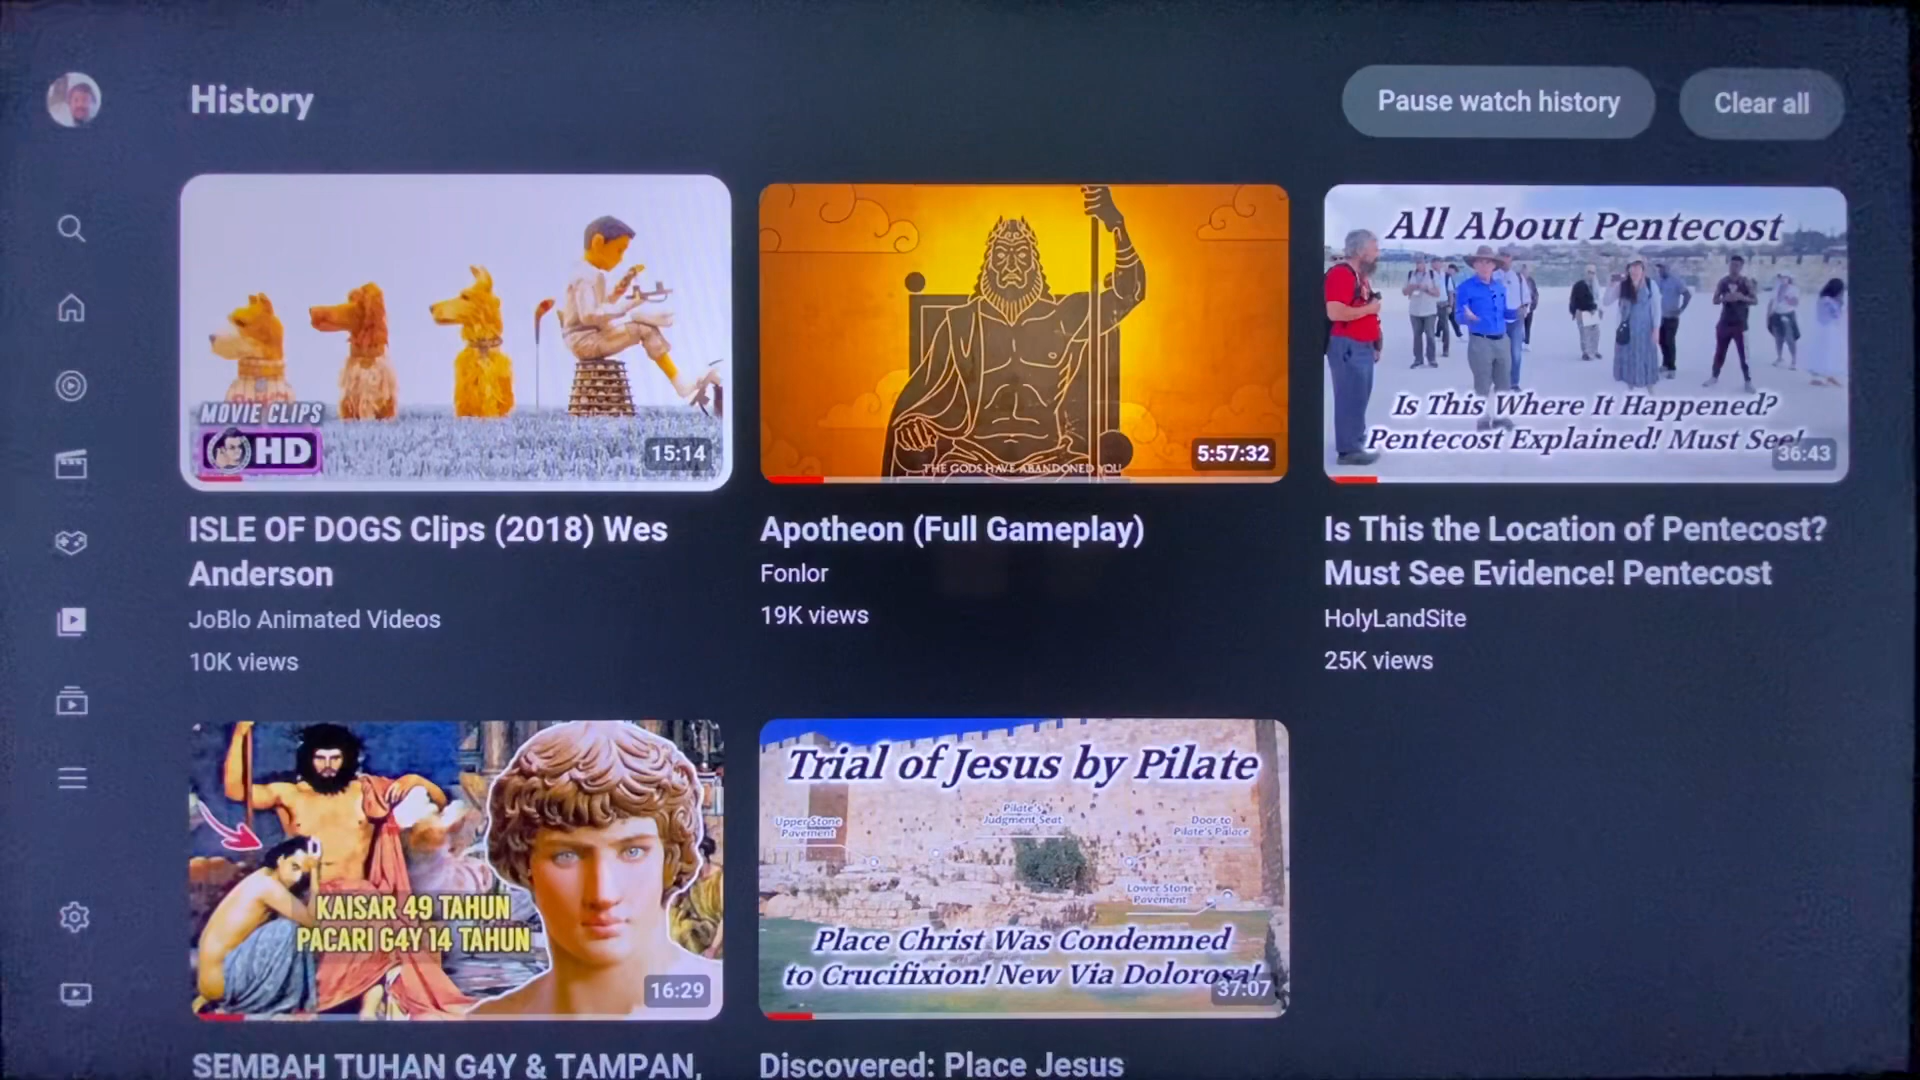 History
Pause watch history
Clear all
MOVIE CLIPS
HD
15:14
ISLE OF DOGS Clips (2018) Wes
Anderson
JoBlo Animated Videos
10K views
THE GODS HAVE ABANDONED YOU
5:57:32
Apotheon (Full Gameplay)
Fonlor
19K views
All About Pentecost
Is This Where It Happened?
Pentecost Explained! Must See!
36:43
Is This the Location of Pentecost?
Must See Evidence! Pentecost
HolyLandSite
25K views
KAISAR 49 TAHUN
PACARI G4Y 14 TAHUN
16:29
SEMBAH TUHAN G4Y & TAMPAN,
Trial of Jesus by Pilate
Upper Stone
Pavement
Pilate's
Judgment Seat
Door to
Pilate's Palace
Lower Stone
Pavement
Place Christ Was Condemned
to Crucifixion! New Via Dolorosa!
37:07
Discovered: Place Jesus